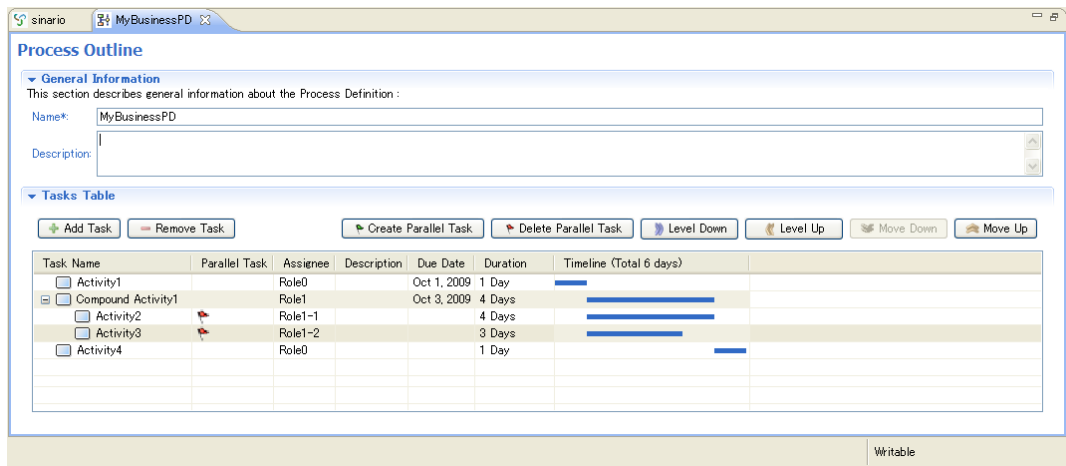 sinario MyBusinessPD
Process Outline
General Information
This section describes general information about the Process Definition :
Name*: MyBusinessPD
Description:
Tasks Table
Add Task Remove Task Create Parallel Task Delete Parallel Task Level Down Level Up Move Down Move Up
Task Name Parallel Task Assignee Description Due Date Duration Timeline (Total 6 days)
Activity1 Role0 Oct 1, 2009 1 Day
Compound Activity1 Role1 Oct 3, 2009 4 Days
Activity2 Role1-1 4 Days
Activity3 Role1-2 3 Days
Activity4 Role0 1 Day
Writable